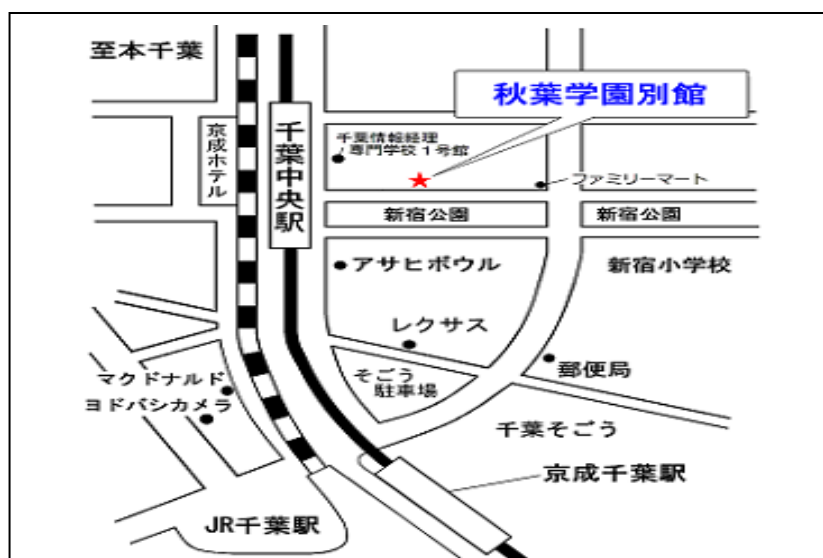 至本千葉
秋葉学園別館
京成ホテル
千葉中央駅
千葉情報経理
専門学校1号館
ファミリーマート
新宿公園
新宿公園
アサヒボウル
新宿小学校
レクサス
郵便局
そごう
駐車場
マクドナルド
ヨドバシカメラ
千葉そごう
京成千葉駅
JR千葉駅